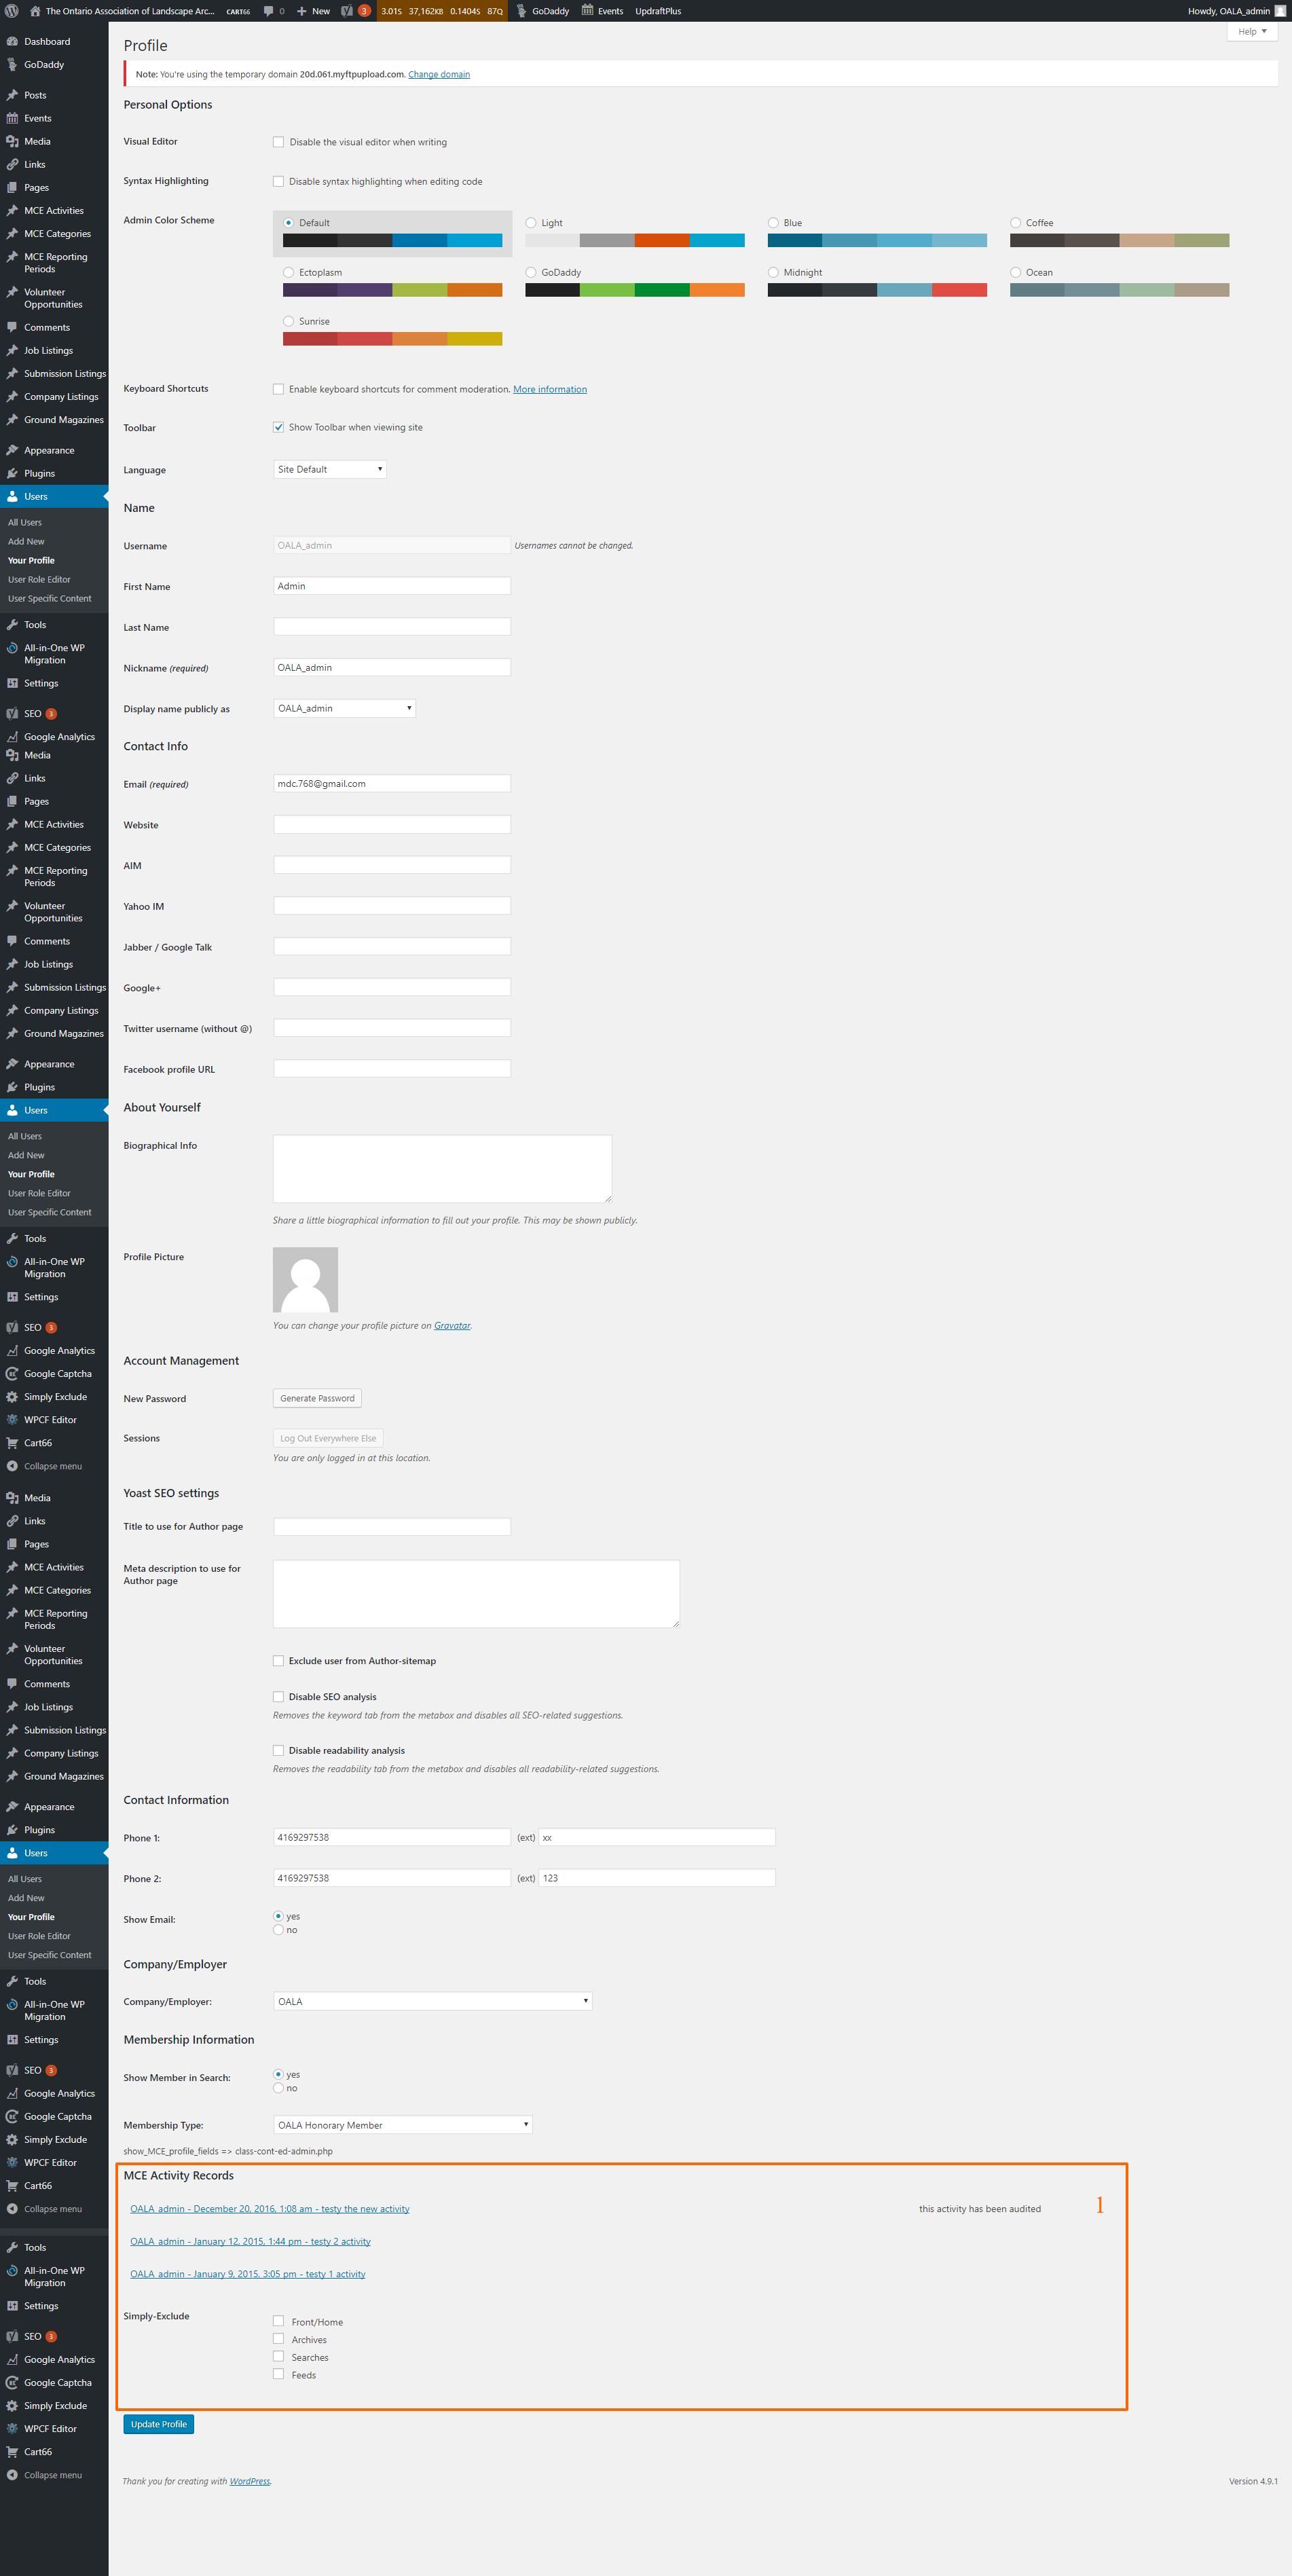 The Ontario Association of Landscape Arc... CART66 0 New 3 3.01S 37,162KB 0.1404S 87Q GoDaddy Events UpdraftPlus Howdy, OALA_admin
Help
Dashboard
GoDaddy
Posts
Events
Media
Links
Pages
MCE Activities
MCE Categories
MCE Reporting
Periods
Volunteer
Opportunities
Comments
Job Listings
Submission Listings
Company Listings
Ground Magazines
Appearance
Plugins
Users
All Users
Add New
Your Profile
User Role Editor
User Specific Content
Tools
All-in-One WP
Migration
Settings
SEO 3
Google Analytics
Media
Links
Pages
MCE Activities
MCE Categories
MCE Reporting
Periods
Volunteer
Opportunities
Comments
Job Listings
Submission Listings
Company Listings
Ground Magazines
Appearance
Plugins
Users
All Users
Add New
Your Profile
User Role Editor
User Specific Content
Tools
All-in-One WP
Migration
Settings
SEO 3
Google Analytics
Google Captcha
Simply Exclude
WPCF Editor
Cart66
Collapse menu
Media
Links
Pages
MCE Activities
MCE Categories
MCE Reporting
Periods
Volunteer
Opportunities
Comments
Job Listings
Submission Listings
Company Listings
Ground Magazines
Appearance
Plugins
Users
All Users
Add New
Your Profile
User Role Editor
User Specific Content
Tools
All-in-One WP
Migration
Settings
SEO 3
Google Analytics
Google Captcha
Simply Exclude
WPCF Editor
Cart66
Collapse menu
Tools
All-in-One WP
Migration
Settings
SEO 3
Google Analytics
Google Captcha
Simply Exclude
WPCF Editor
Cart66
Collapse menu
Profile
Note: You're using the temporary domain 20d.061.myftpupload.com. Change domain
Personal Options
Visual Editor Disable the visual editor when writing
Syntax Highlighting Disable syntax highlighting when editing code
Admin Color Scheme Default Light Blue Coffee
Ectoplasm GoDaddy Midnight Ocean
Sunrise
Keyboard Shortcuts Enable keyboard shortcuts for comment moderation. More information
Toolbar Show Toolbar when viewing site
Language Site Default
Name
Username OALA_admin Usernames cannot be changed.
First Name Admin
Last Name
Nickname (required) OALA_admin
Display name publicly as OALA_admin
Contact Info
Email (required) mdc.768@gmail.com
Website
AIM
Yahoo IM
Jabber / Google Talk
Google+
Twitter username (without @)
Facebook profile URL
About Yourself
Biographical Info
Share a little biographical information to fill out your profile. This may be shown publicly.
Profile Picture
You can change your profile picture on Gravatar.
Account Management
New Password Generate Password
Sessions Log Out Everywhere Else
You are only logged in at this location.
Yoast SEO settings
Title to use for Author page
Meta description to use for
Author page
Exclude user from Author-sitemap
Disable SEO analysis
Removes the keyword tab from the metabox and disables all SEO-related suggestions.
Disable readability analysis
Removes the readability tab from the metabox and disables all readability-related suggestions.
Contact Information
Phone 1: 4169297538 (ext) xx
Phone 2: 4169297538 (ext) 123
Show Email: yes
no
Company/Employer
Company/Employer: OALA
Membership Information
Show Member in Search: yes
no
Membership Type: OALA Honorary Member
show_MCE_profile_fields => class-cont-ed-admin.php
MCE Activity Records
OALA_admin - December 20, 2016, 1:08 am - testy the new activity this activity has been audited 1
OALA_admin - January 12, 2015, 1:44 pm - testy 2 activity
OALA_admin - January 9, 2015, 3:05 pm - testy 1 activity
Simply-Exclude Front/Home
Archives
Searches
Feeds
Update Profile
Thank you for creating with WordPress. Version 4.9.1